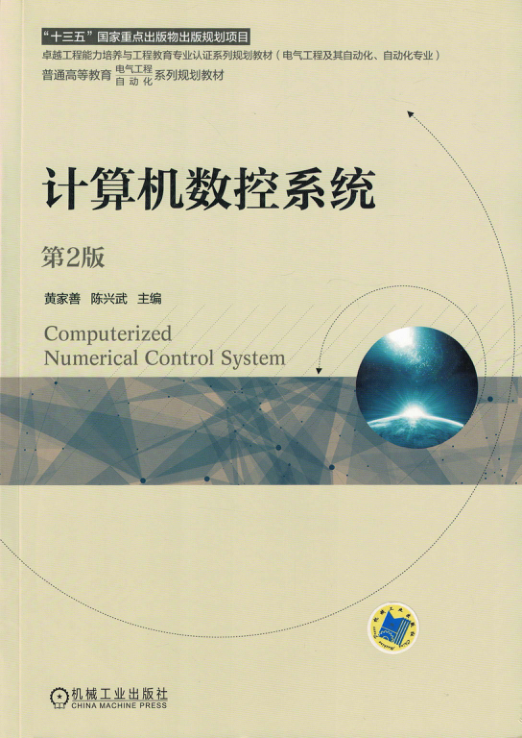 “十三五”国家重点出版物出版规划项目
卓越工程能力培养与工程教育专业认证系列规划教材（电气工程及其自动化、自动化专业）
普通高等教育 电气工程 自动化 系列规划教材
计算机数控系统
第2版
黄家善 陈兴武 主编
Computerized
Numerical Control System
机械工业出版社
CHINA MACHINE PRESS